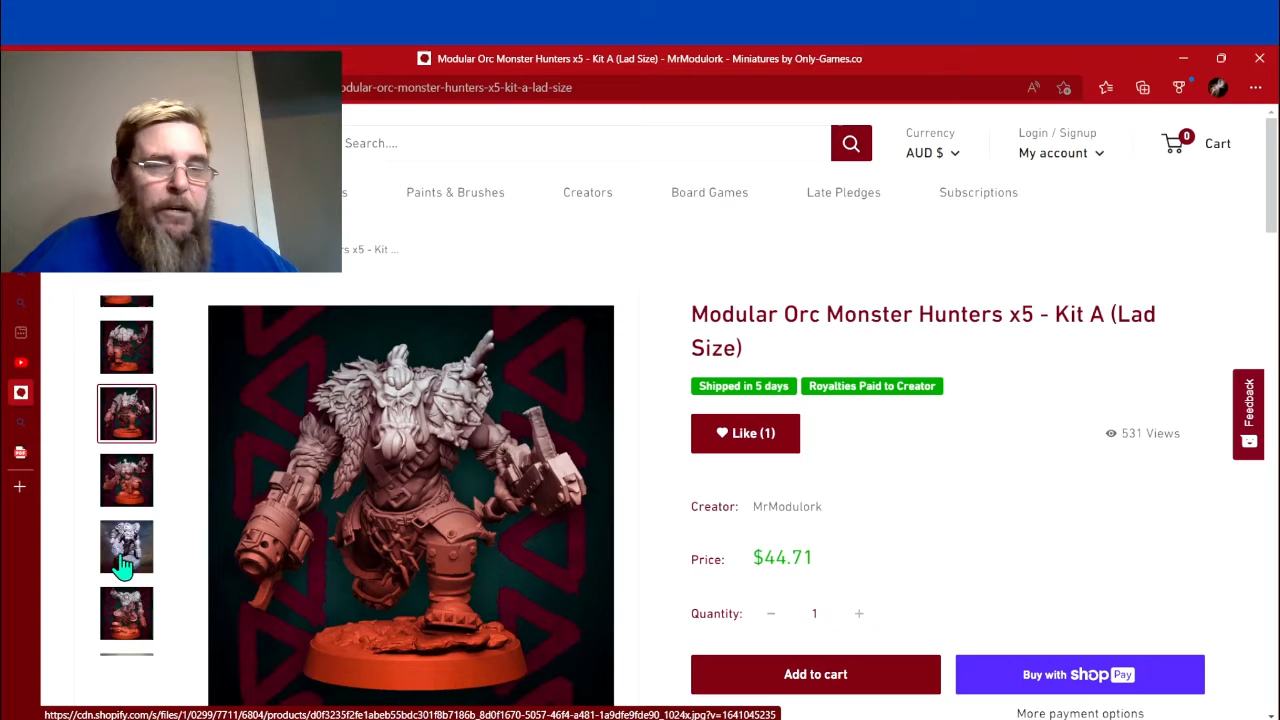 Modular Orc Monster Hunters x5 - Kit A (Lad Size) - MrModulork - Miniatures by Only-Games.co
odular-orc-monster-hunters-x5-kit-a-lad-size
Search....
Currency
AUD $
Login / Signup
My account
0
Cart
s
Paints & Brushes
Creators
Board Games
Late Pledges
Subscriptions
rs x5 - Kit ...
Modular Orc Monster Hunters x5 - Kit A (Lad
Size)
Shipped in 5 days
Royalties Paid to Creator
Like (1)
531 Views
Feedback
Creator: MrModulork
Price: $44.71
Quantity: - 1 +
Add to cart
Buy with shop Pay
More payment options
PDF
https://cdn.shopify.com/s/files/1/0299/7711/6804/products/d0f3235f2fe1abeb55bdc301f8b7186b_8d0f1670-5057-46f4-a481-1a9dfe9fde90_1024x.jpg?v=1641045235